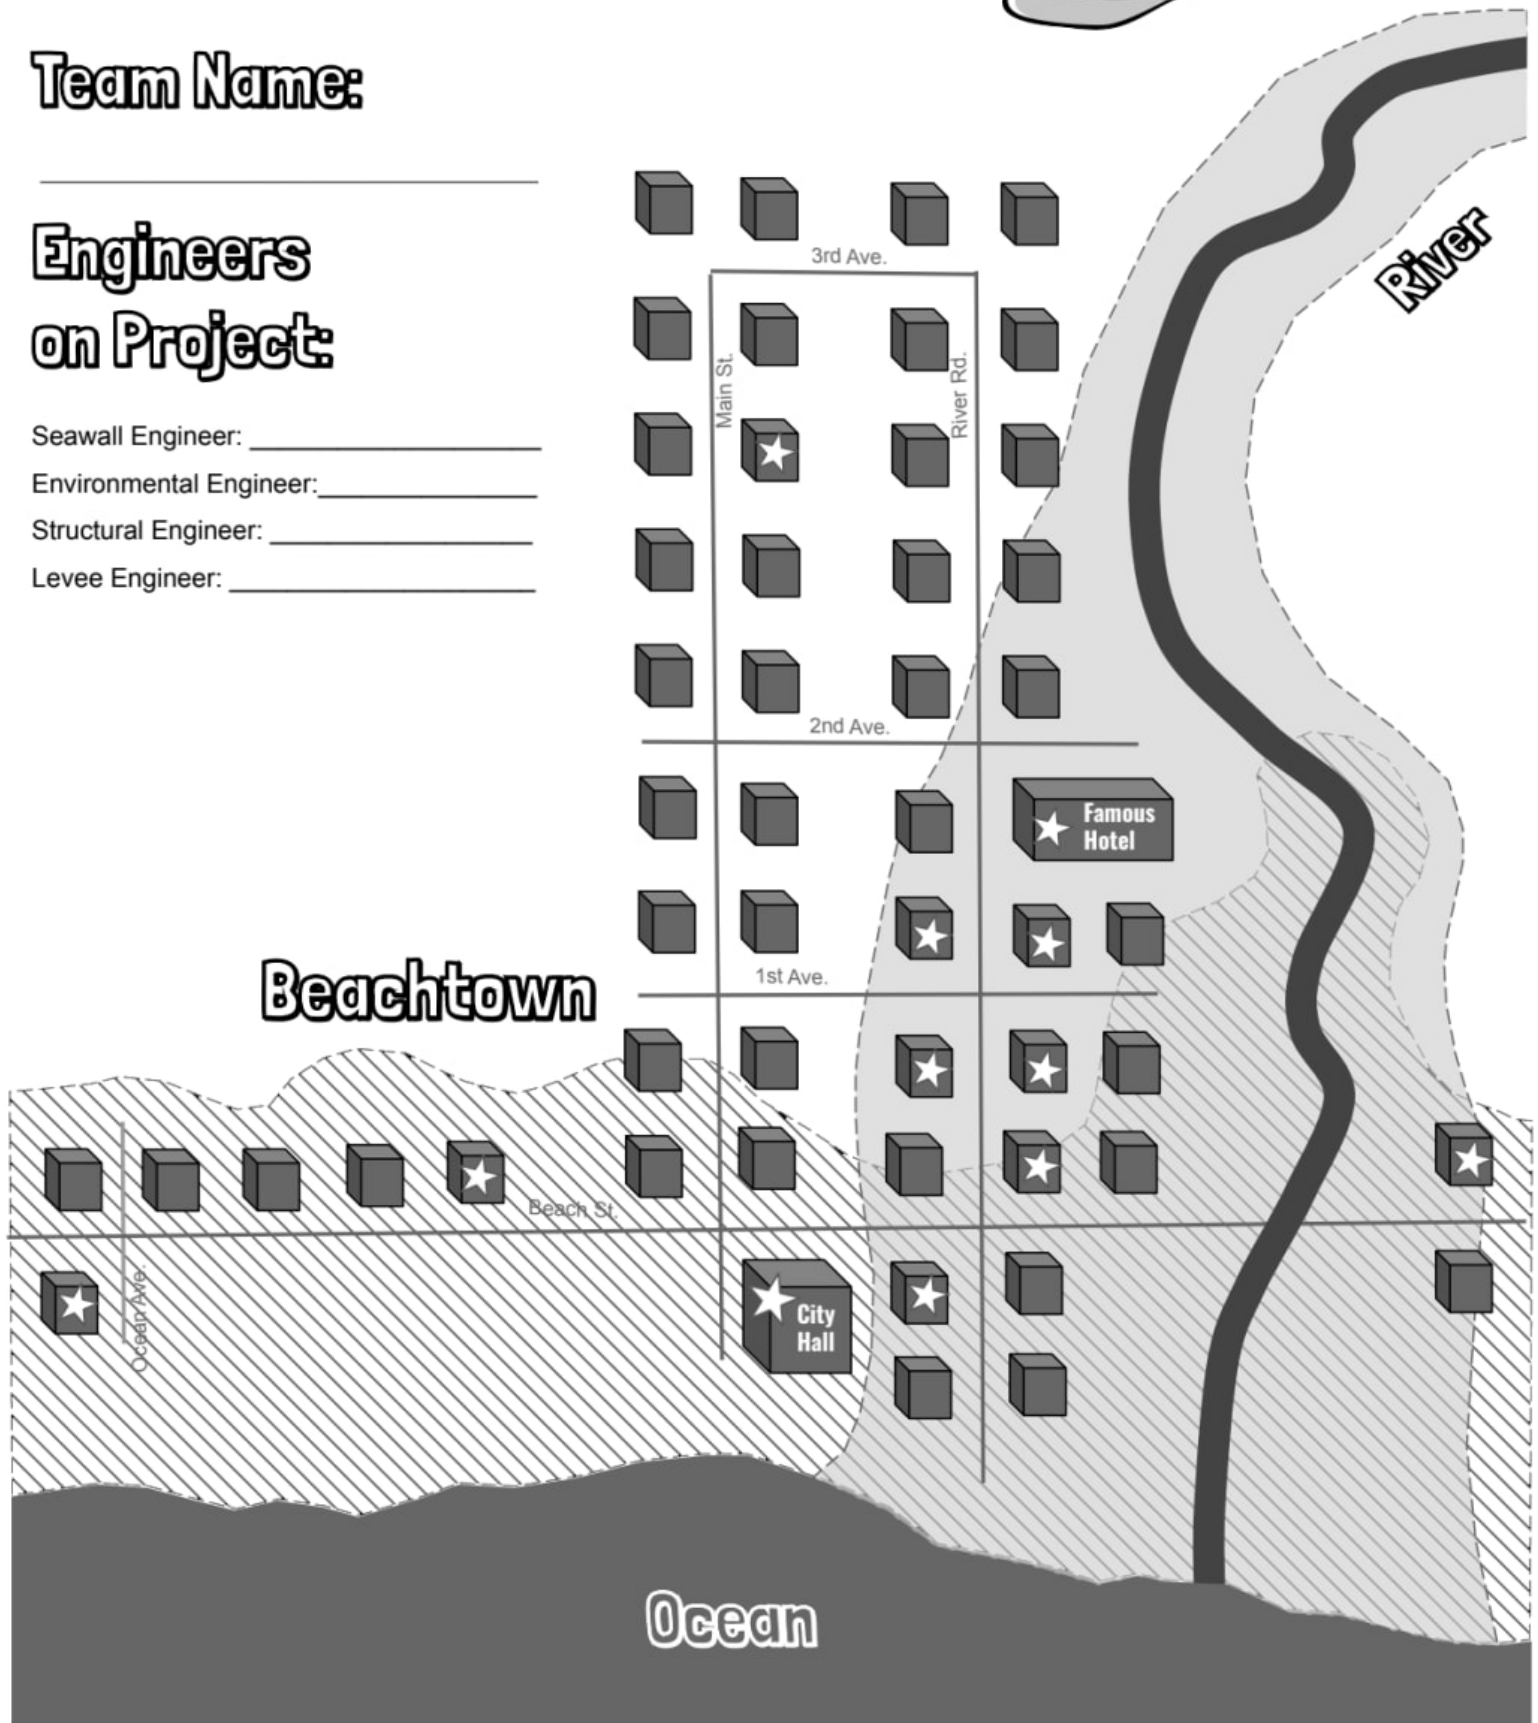 Team Name:
Engineers
on Project:
Seawall Engineer:
Environmental Engineer:
Structural Engineer:
Levee Engineer:
River
3rd Ave.
Main St.
River Rd.
2nd Ave.
Famous
Hotel
1st Ave.
Beachtown
Beach St.
Ocean Ave.
City
Hall
Ocean